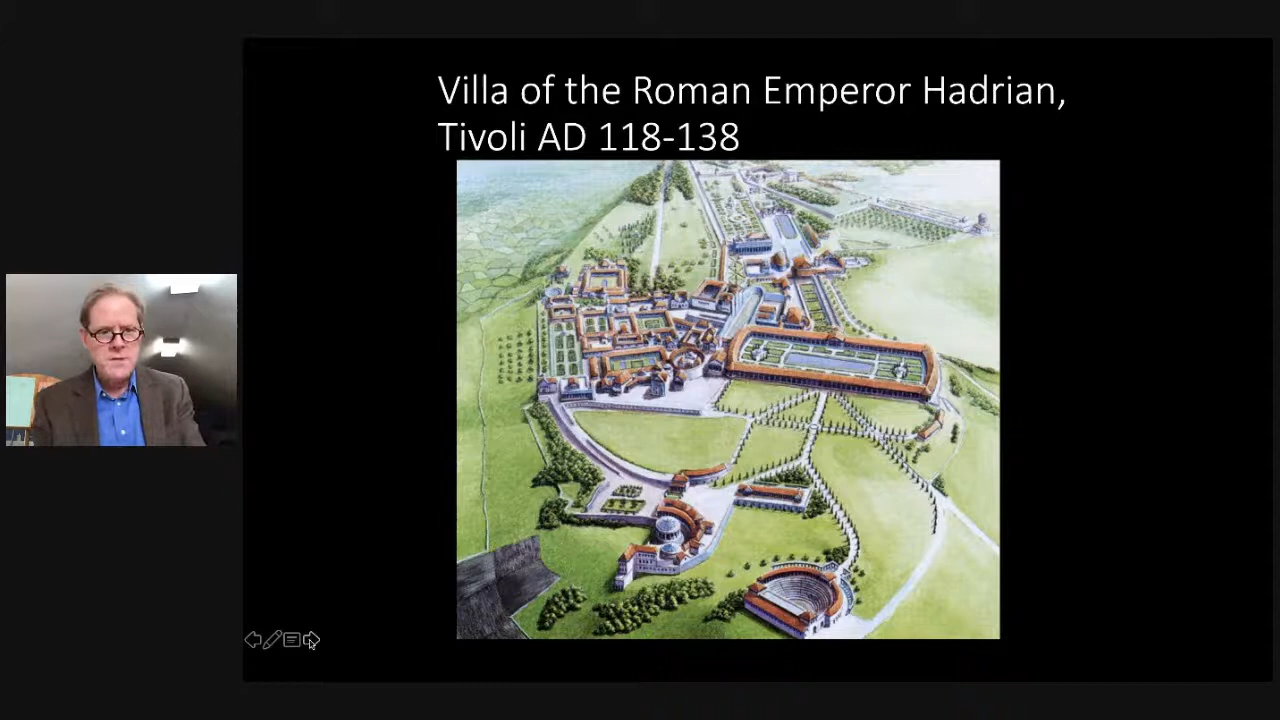 Villa of the Roman Emperor Hadrian,
Tivoli AD 118-138